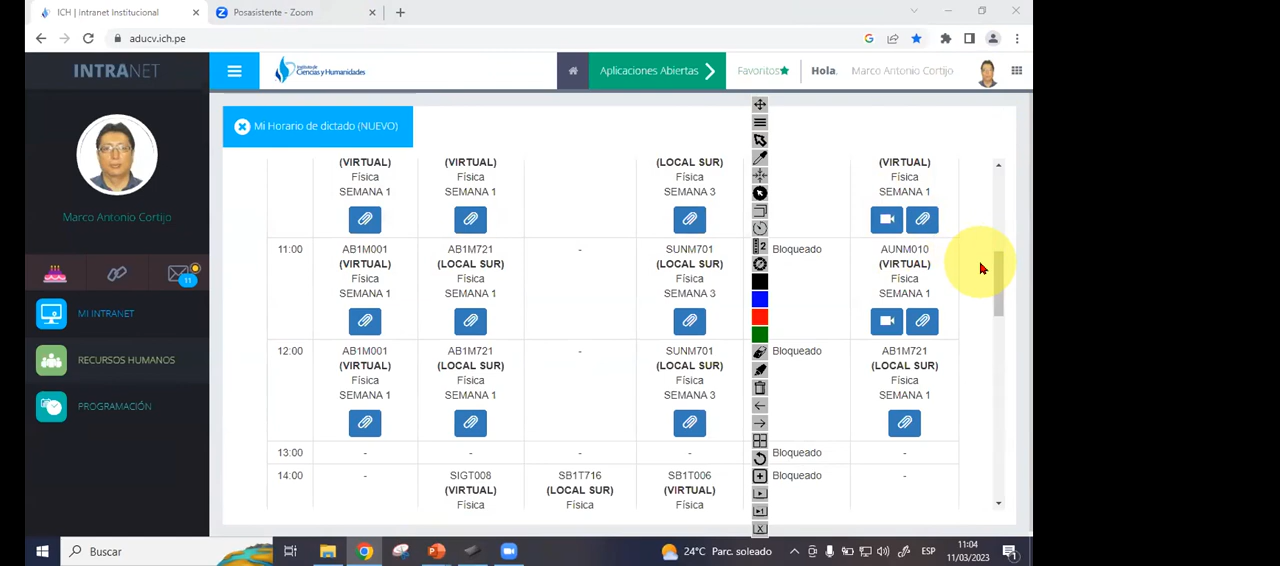 ICH | Intranet Institucional
Posasistente - Zoom
aducv.ich.pe
INTRANET
Instituto de
Ciencias y Humanidades
Aplicaciones Abiertas
Favoritos
Hola,
Marco Antonio Cortijo
Mi Horario de dictado (NUEVO)
Marco Antonio Cortijo
11
MI INTRANET
RECURSOS HUMANOS
PROGRAMACIÓN
(VIRTUAL) (VIRTUAL) (LOCAL SUR) (VIRTUAL)
Física Física Física Física
SEMANA 1 SEMANA 1 SEMANA 3 SEMANA 1
11:00 AB1M001 AB1M721 - SUNM701 Bloqueado AUNM010
(VIRTUAL) (LOCAL SUR) (LOCAL SUR) (VIRTUAL)
Física Física Física Física
SEMANA 1 SEMANA 1 SEMANA 3 SEMANA 1
12:00 AB1M001 AB1M721 - SUNM701 Bloqueado AB1M721
(VIRTUAL) (LOCAL SUR) (LOCAL SUR) (LOCAL SUR)
Física Física Física Física
SEMANA 1 SEMANA 1 SEMANA 3 SEMANA 1
13:00 - - - - Bloqueado -
14:00 - SIGT008 SB1T716 SB1T006 Bloqueado -
(VIRTUAL) (LOCAL SUR) (VIRTUAL)
Física Física Física
2
Buscar
24°C Parc. soleado
ESP
11:04
11/03/2023
1